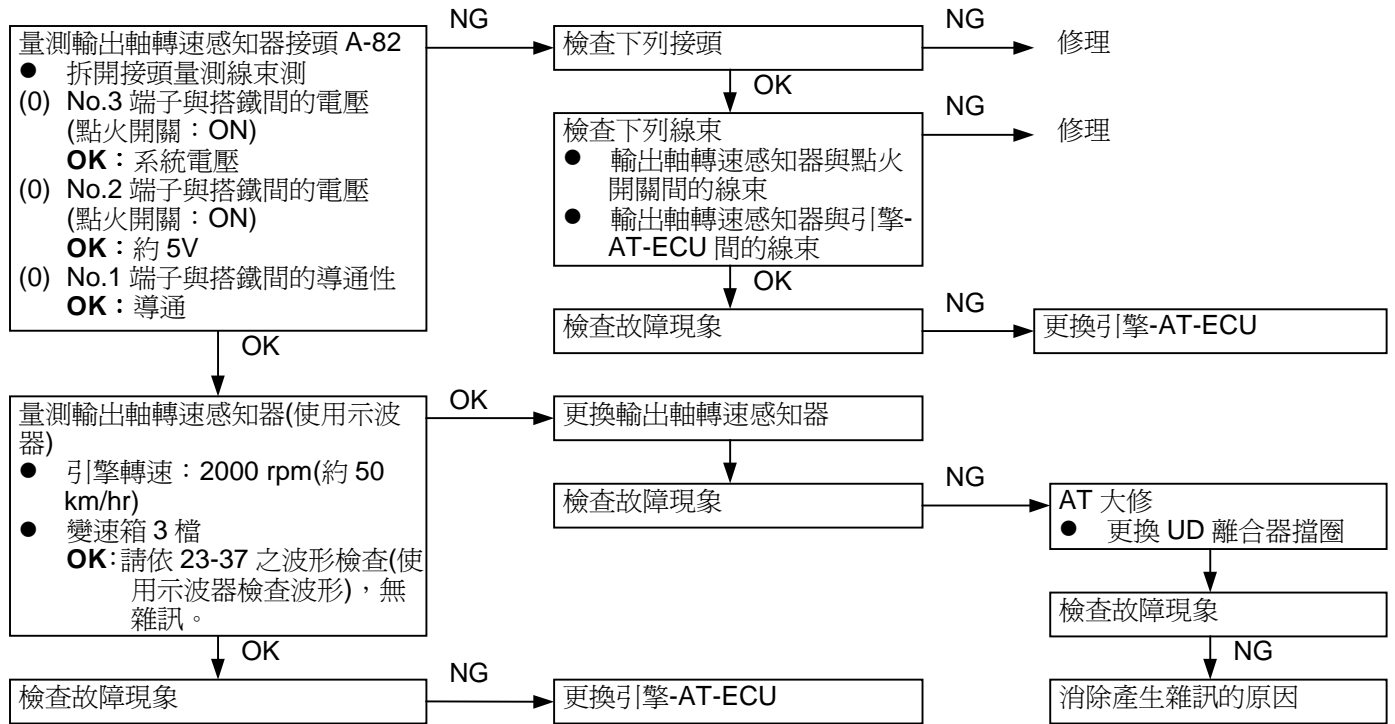 量測輸出軸轉速感知器接頭 A-82
● 拆開接頭量測線束測
(0) No.3 端子與搭鐵間的電壓
(點火開關：ON)
OK：系統電壓
(0) No.2 端子與搭鐵間的電壓
(點火開關：ON)
OK：約 5V
(0) No.1 端子與搭鐵間的導通性
OK：導通
NG
檢查下列接頭
NG
修理
OK
檢查下列線束
● 輸出軸轉速感知器與點火
開關間的線束
● 輸出軸轉速感知器與引擎-
AT-ECU 間的線束
NG
修理
OK
檢查故障現象
NG
更換引擎-AT-ECU
OK
量測輸出軸轉速感知器(使用示波
器)
● 引擎轉速：2000 rpm(約 50
km/hr)
● 變速箱 3 檔
OK：請依 23-37 之波形檢查(使
用示波器檢查波形)，無
雜訊。
OK
更換輸出軸轉速感知器
檢查故障現象
NG
AT 大修
● 更換 UD 離合器擋圈
檢查故障現象
NG
消除產生雜訊的原因
OK
檢查故障現象
NG
更換引擎-AT-ECU